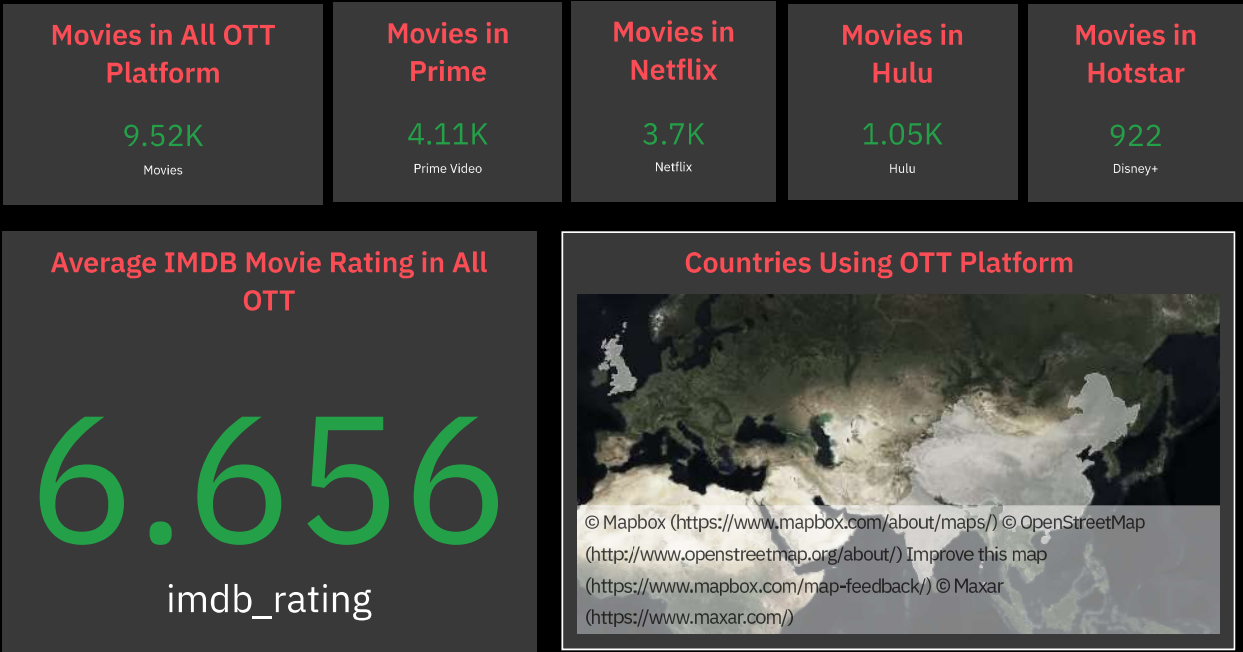 Movies in All OTT
Platform
9.52K
Movies
Movies in
Prime
4.11K
Prime Video
Movies in
Netflix
3.7K
Netflix
Movies in
Hulu
1.05K
Hulu
Movies in
Hotstar
922
Disney+
Average IMDB Movie Rating in All
OTT
6.656
imdb_rating
Countries Using OTT Platform
© Mapbox (https://www.mapbox.com/about/maps/) © OpenStreetMap
(http://www.openstreetmap.org/about/) Improve this map
(https://www.mapbox.com/map-feedback/) © Maxar
(https://www.maxar.com/)